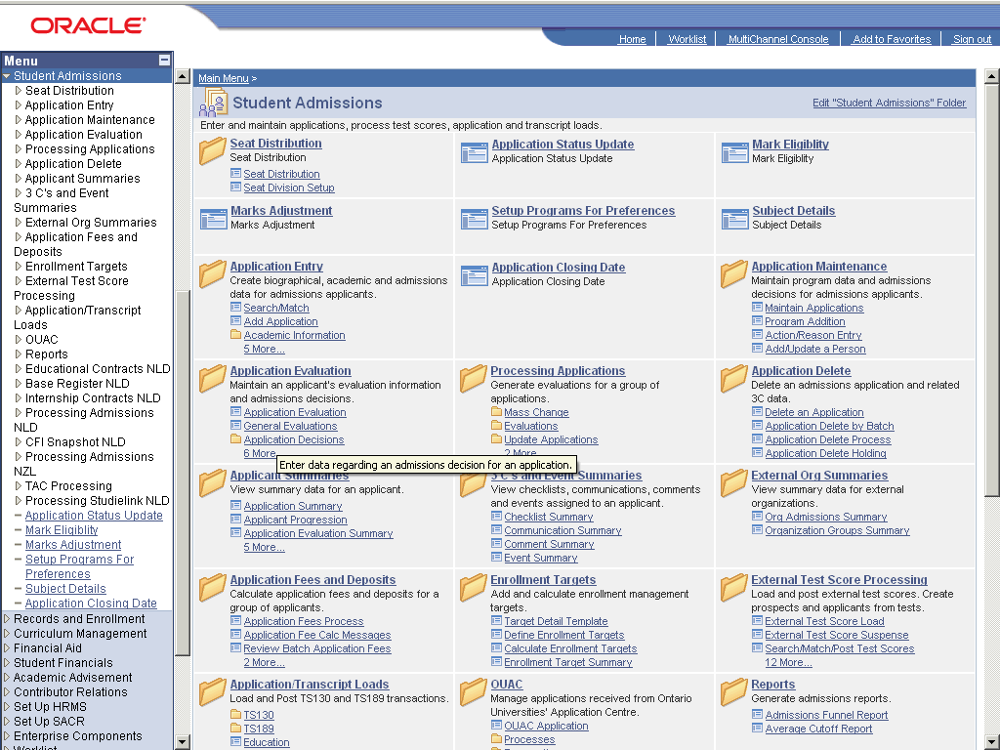 ORACLE®
Home
Worklist
MultiChannel Console
Add to Favorites
Sign out
Menu
Student Admissions
Seat Distribution
Application Entry
Application Maintenance
Application Evaluation
Processing Applications
Application Delete
Applicant Summaries
3 C's and Event
Summaries
External Org Summaries
Application Fees and
Deposits
Enrollment Targets
External Test Score
Processing
Application/Transcript
Loads
OUAC
Reports
Educational Contracts NLD
Base Register NLD
Internship Contracts NLD
Processing Admissions
NLD
CFI Snapshot NLD
Processing Admissions
NZL
TAC Processing
Processing Studielink NLD
Application Status Update
Mark Eligiblity
Marks Adjustment
Setup Programs For
Preferences
Subject Details
Application Closing Date
Records and Enrollment
Curriculum Management
Financial Aid
Student Financials
Academic Advisement
Contributor Relations
Set Up HRMS
Set Up SACR
Enterprise Components
Worklist
Main Menu >
Student Admissions
Edit "Student Admissions" Folder
Enter and maintain applications, process test scores, application and transcript loads.
Seat Distribution
Seat Distribution
Seat Distribution
Seat Division Setup
Application Status Update
Application Status Update
Mark Eligiblity
Mark Eligiblity
Marks Adjustment
Marks Adjustment
Setup Programs For Preferences
Setup Programs For Preferences
Subject Details
Subject Details
Application Entry
Create biographical, academic and admissions
data for admissions applicants.
Search/Match
Add Application
Academic Information
5 More...
Application Closing Date
Application Closing Date
Application Maintenance
Maintain program data and admissions
decisions for admissions applicants.
Maintain Applications
Program Addition
Action/Reason Entry
Add/Update a Person
Application Evaluation
Maintain an applicant's evaluation information
and admissions decisions.
Application Evaluation
General Evaluations
Application Decisions
6 More
Processing Applications
Generate evaluations for a group of
applications.
Mass Change
Evaluations
Update Applications
2 More
Application Delete
Delete an admissions application and related
3C data.
Delete an Application
Application Delete by Batch
Application Delete Process
Application Delete Holding
Enter data regarding an admissions decision for an application.
Applicant Summaries
View summary data for an applicant.
Application Summary
Applicant Progression
Application Evaluation Summary
5 More...
3 C's and Event Summaries
View checklists, communications, comments
and events assigned to an applicant.
Checklist Summary
Communication Summary
Comment Summary
Event Summary
External Org Summaries
View summary data for external
organizations.
Org Admissions Summary
Organization Groups Summary
Application Fees and Deposits
Calculate application fees and deposits for a
group of applicants.
Application Fees Process
Application Fee Calc Messages
Review Batch Application Fees
2 More...
Enrollment Targets
Add and calculate enrollment management
targets.
Target Detail Template
Define Enrollment Targets
Calculate Enrollment Targets
Enrollment Target Summary
External Test Score Processing
Load and post external test scores. Create
prospects and applicants from tests.
External Test Score Load
External Test Score Suspense
Search/Match/Post Test Scores
12 More...
Application/Transcript Loads
Load and Post TS130 and TS189 transactions.
TS130
TS189
Education
OUAC
Manage applications received from Ontario
Universities' Application Centre.
OUAC Application
Processes
Reports
Generate admissions reports.
Admissions Funnel Report
Average Cutoff Report